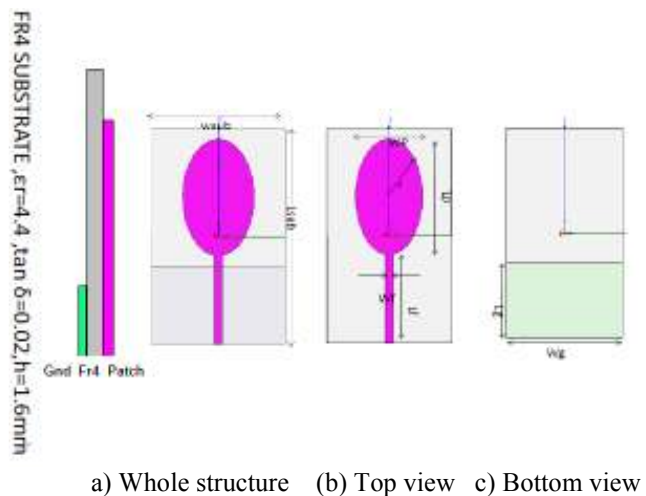 FR4 SUBSTRATE ,εr=4.4 ,tan δ=0.02,h=1.6mm
wsub
Lsub
WP
Wf
Wg
Gnd Fr4 Patch
a) Whole structure (b) Top view c) Bottom view